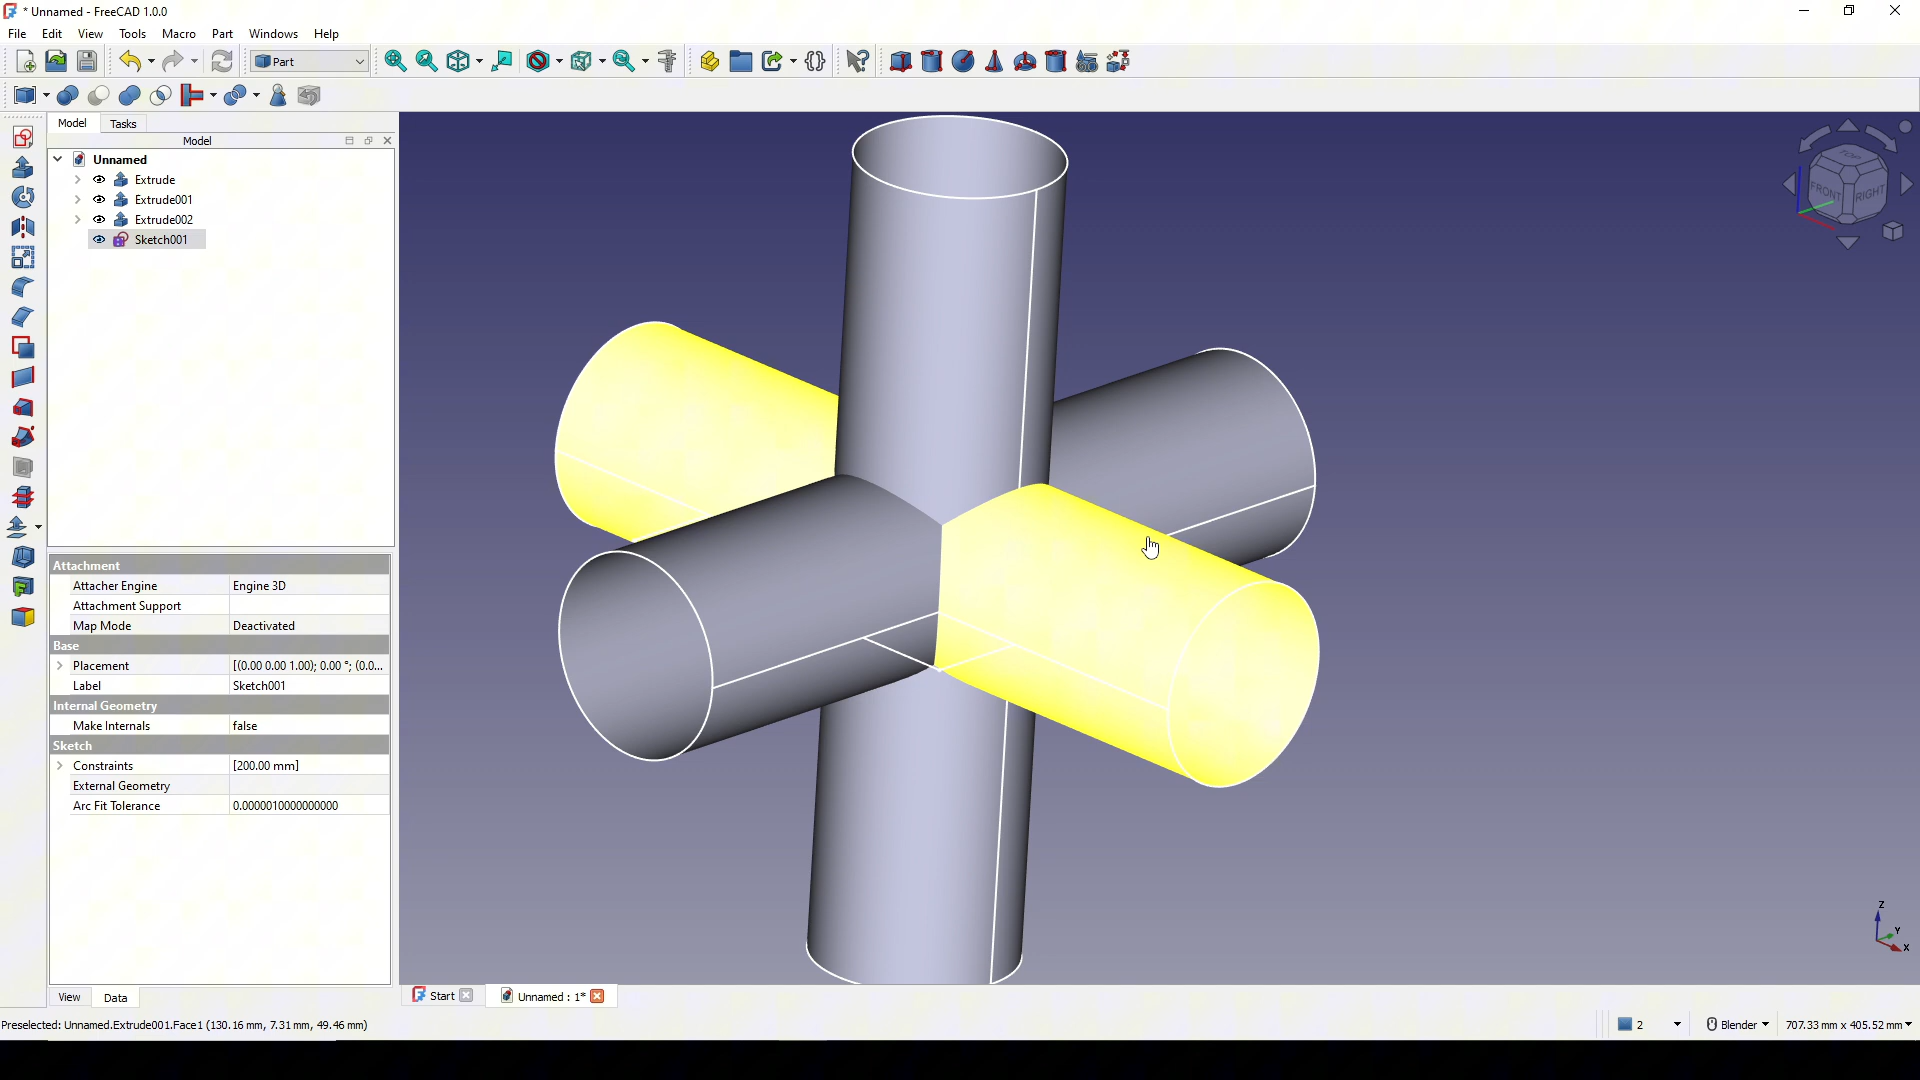 * Unnamed - FreeCAD 1.0.0
File Edit View Tools Macro Part Windows Help
Part
Model Tasks
Model
Unnamed
Extrude
Extrude001
Extrude002
Sketch001
TOP
FRONT RIGHT
Attachment
Attacher Engine Engine 3D
Attachment Support
Map Mode Deactivated
Base
Placement [(0.00 0.00 1.00); 0.00 °; (0.0...
Label Sketch001
Internal Geometry
Make Internals false
Sketch
Constraints [200.00 mm]
External Geometry
Arc Fit Tolerance 0.0000010000000000
Z
Y
X
View Data
Start Unnamed : 1*
Preselected: Unnamed.Extrude001.Face1 (130.16 mm, 7.31 mm, 49.46 mm)
2 Blender 707.33 mm x 405.52 mm